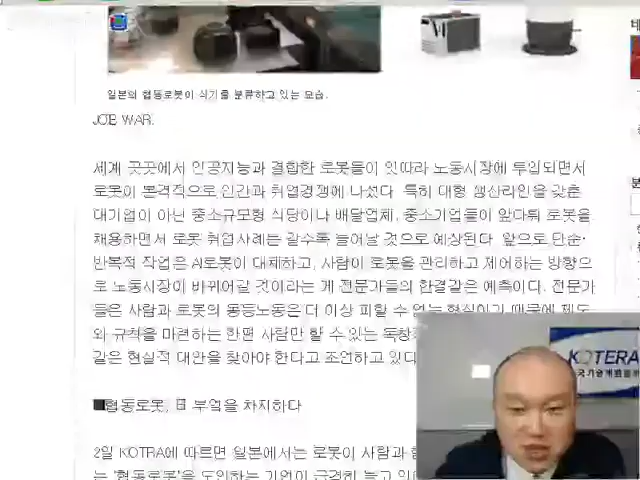 일본의 협동로봇이 식기를 분류하고 있는 모습.
JOB WAR.
세계 곳곳에서 인공지능과 결합한 로봇들이 잇따라 노동시장에 투입되면서
로봇이 본격적으로 인간과 취업경쟁에 나섰다. 특히 대형 생산라인을 갖춘
대기업이 아닌 중소규모형 식당이나 배달업체, 중소기업들이 앞다퉈 로봇을
채용하면서 로봇 취업사례는 갈수록 늘어날 것으로 예상된다. 앞으로 단순·
반복적 작업은 AI로봇이 대체하고, 사람이 로봇을 관리하고 제어하는 방향으
로 노동시장이 바뀌어갈 것이라는 게 전문가들의 한결같은 예측이다. 전문가
들은 사람과 로봇의 동등노동은 더 이상 피할 수 없는 현실이기 때문에 제도
와 규칙을 마련하는 한편 사람만 할 수 있는
같은 현실적 대안을 찾아야 한다고 조언하고 있다
KOTERA
■협동로봇, 日 부엌을 차지하다
2일 KOTRA에 따르면 일본에서는 로봇이 사람과
는 '협동로봇'을 도입하는 기업이 급격히 늘고